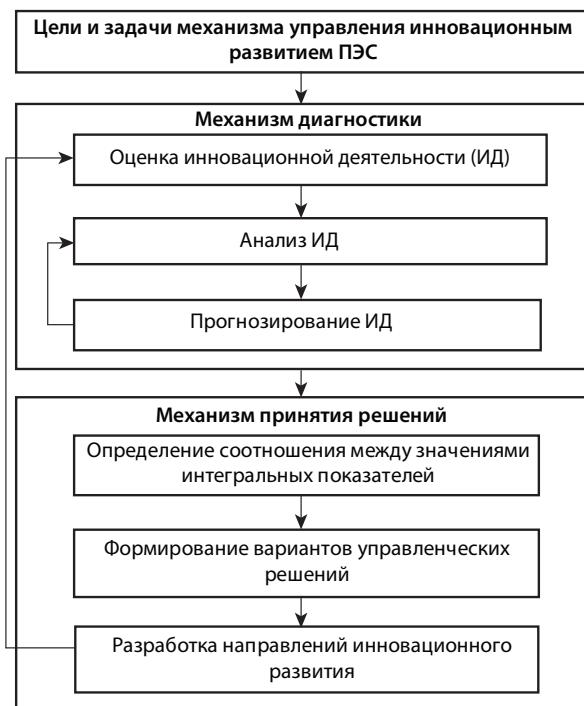 Цели и задачи механизма управления инновационным
развитием ПЭС
Механизм диагностики
Оценка инновационной деятельности (ИД)
Анализ ИД
Прогнозирование ИД
Механизм принятия решений
Определение соотношения между значениями
интегральных показателей
Формирование вариантов управленческих
решений
Разработка направлений инновационного
развития